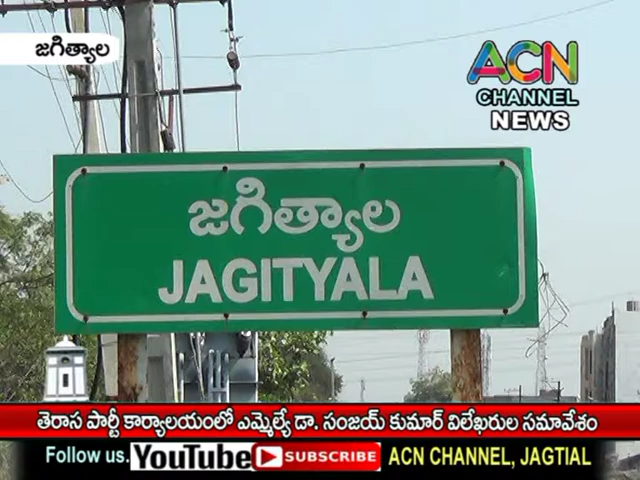 జగిత్యాల
ACN
CHANNEL
NEWS
జగిత్యాల
JAGITYALA
తెరాస పార్టీ కార్యాలయంలో ఎమ్మెల్యే డా. సంజయ్ కుమార్ విలేఖరుల సమావేశం
Follow us. YouTube SUBSCRIBE ACN CHANNEL, JAGTIAL